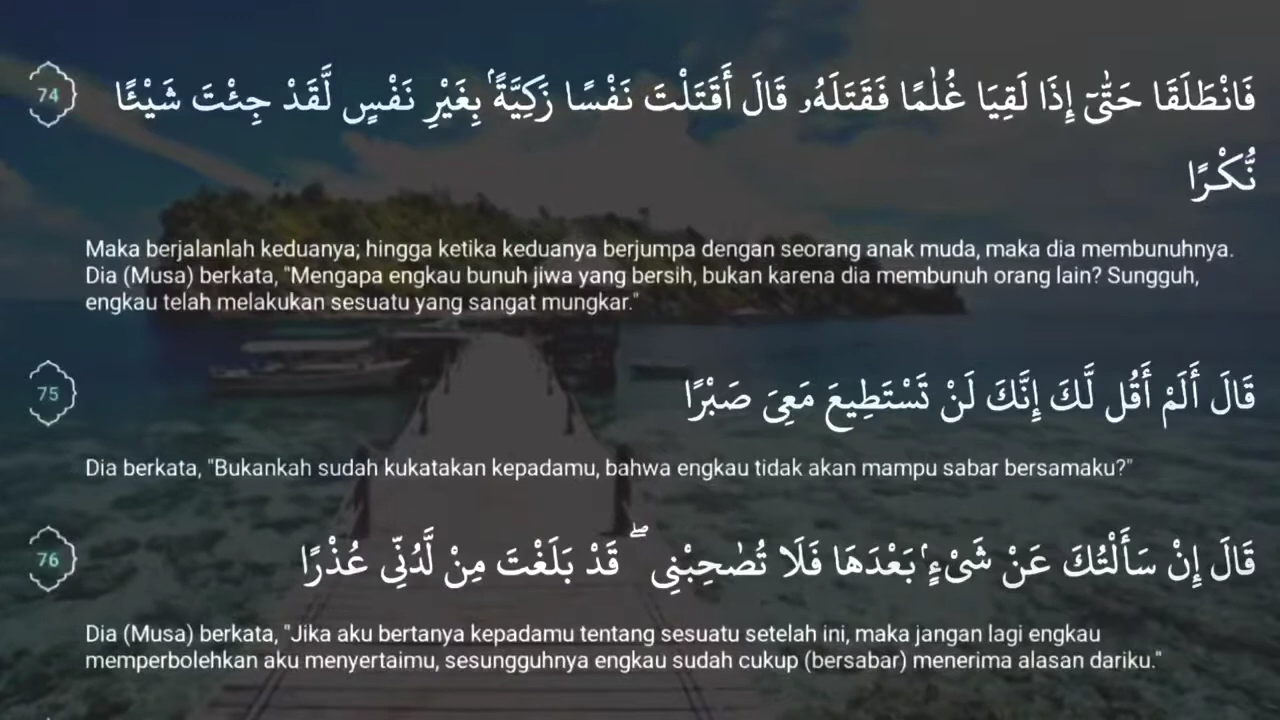 74
فَانْطَلَقَا حَتّٰىٓ إِذَا لَقِيَا غُلٰمًا فَقَتَلَهُۥ قَالَ أَقَتَلْتَ نَفْسًا زَكِيَّةًۢ بِغَيْرِ نَفْسٍ لَّقَدْ جِئْتَ شَيْـًٔا
نُّكْرًا
Maka berjalanlah keduanya; hingga ketika keduanya berjumpa dengan seorang anak muda, maka dia membunuhnya.
Dia (Musa) berkata, "Mengapa engkau bunuh jiwa yang bersih, bukan karena dia membunuh orang lain? Sungguh,
engkau telah melakukan sesuatu yang sangat mungkar."
75
قَالَ أَلَمْ أَقُل لَّكَ إِنَّكَ لَنْ تَسْتَطِيعَ مَعِىَ صَبْرًا
Dia berkata, "Bukankah sudah kukatakan kepadamu, bahwa engkau tidak akan mampu sabar bersamaku?"
76
قَالَ إِنْ سَأَلْتُكَ عَنْ شَىْءٍۭ بَعْدَهَا فَلَا تُصٰحِبْنِى ۖ قَدْ بَلَغْتَ مِنْ لَّدُنِّى عُذْرًا
Dia (Musa) berkata, "Jika aku bertanya kepadamu tentang sesuatu setelah ini, maka jangan lagi engkau
memperbolehkan aku menyertaimu, sesungguhnya engkau sudah cukup (bersabar) menerima alasan dariku."